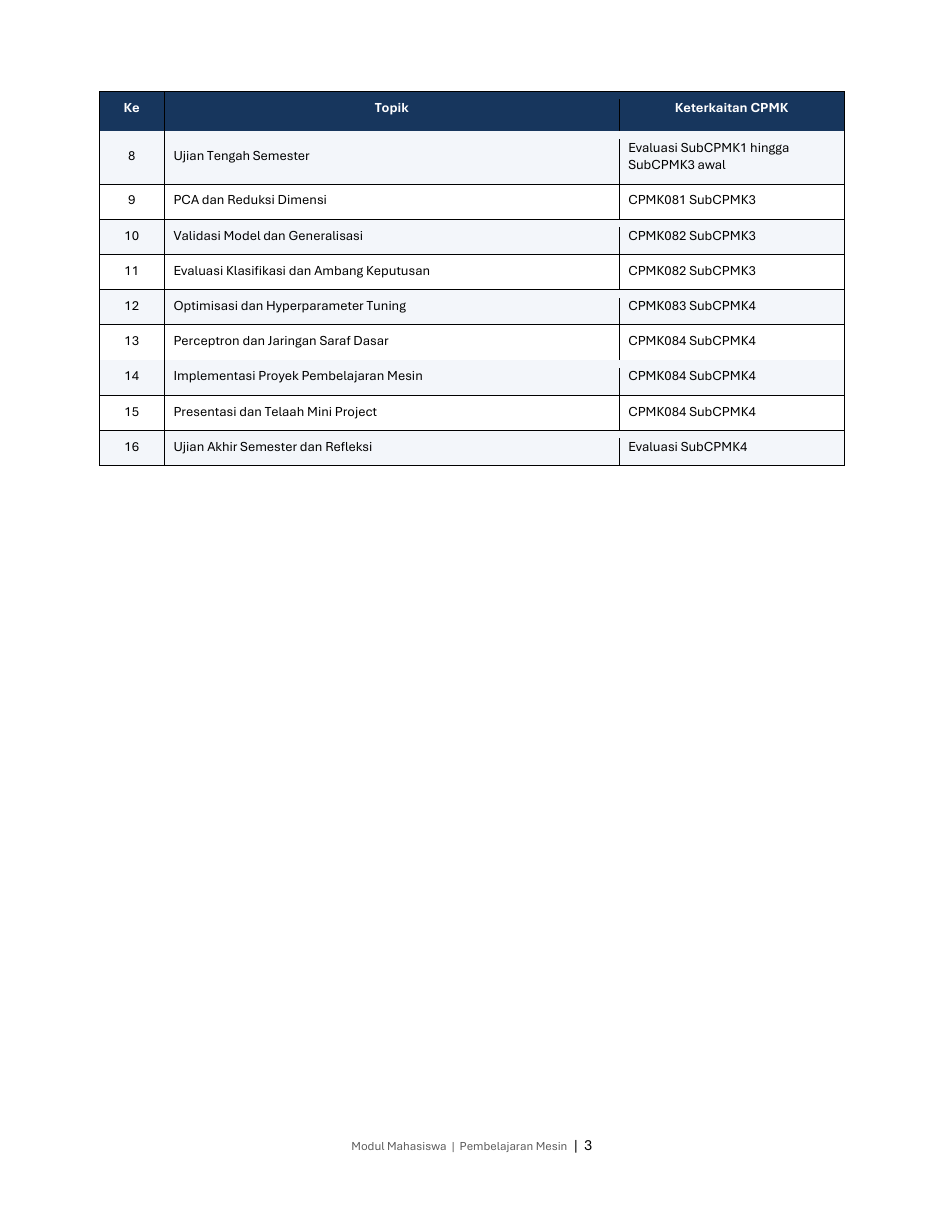 Ke Topik Keterkaitan CPMK
8 Ujian Tengah Semester Evaluasi SubCPMK1 hingga
SubCPMK3 awal
9 PCA dan Reduksi Dimensi CPMK081 SubCPMK3
10 Validasi Model dan Generalisasi CPMK082 SubCPMK3
11 Evaluasi Klasifikasi dan Ambang Keputusan CPMK082 SubCPMK3
12 Optimisasi dan Hyperparameter Tuning CPMK083 SubCPMK4
13 Perceptron dan Jaringan Saraf Dasar CPMK084 SubCPMK4
14 Implementasi Proyek Pembelajaran Mesin CPMK084 SubCPMK4
15 Presentasi dan Telaah Mini Project CPMK084 SubCPMK4
16 Ujian Akhir Semester dan Refleksi Evaluasi SubCPMK4
Modul Mahasiswa | Pembelajaran Mesin | 3